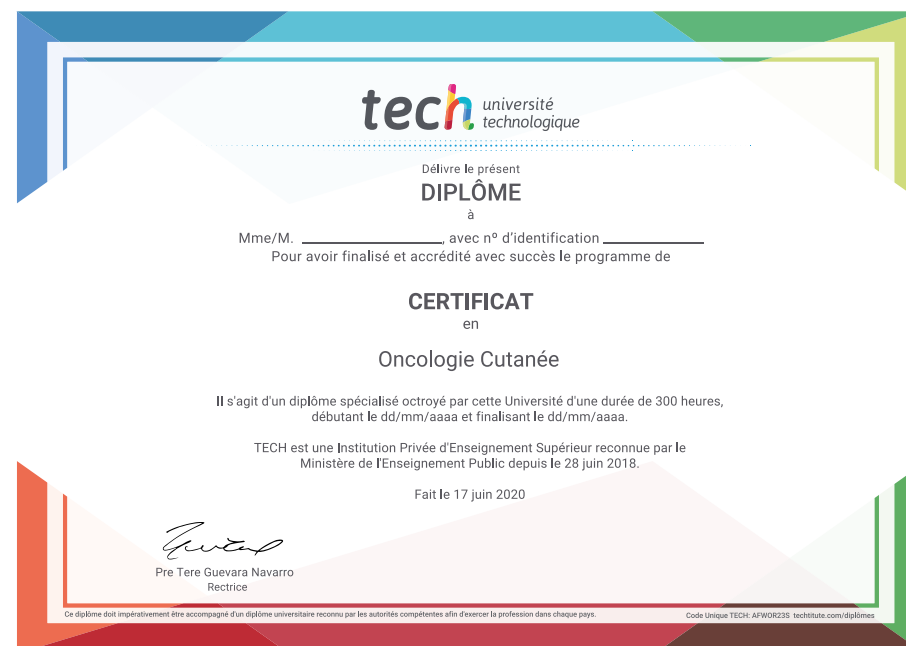 tech université
technologique
Délivre le présent
DIPLÔME
à
Mme/M. ____________________, avec nº d'identification ______________
Pour avoir finalisé et accrédité avec succès le programme de
CERTIFICAT
en
Oncologie Cutanée
Il s'agit d'un diplôme spécialisé octroyé par cette Université d'une durée de 300 heures,
débutant le dd/mm/aaaa et finalisant le dd/mm/aaaa.
TECH est une Institution Privée d'Enseignement Supérieur reconnue par le
Ministère de l'Enseignement Public depuis le 28 juin 2018.
Fait le 17 juin 2020
Pre Tere Guevara Navarro
Rectrice
Ce diplôme doit impérativement être accompagné d'un diplôme universitaire reconnu par les autorités compétentes afin d'exercer la profession dans chaque pays.
Code Unique TECH: AFWOR23S techtitute.com/diplômes